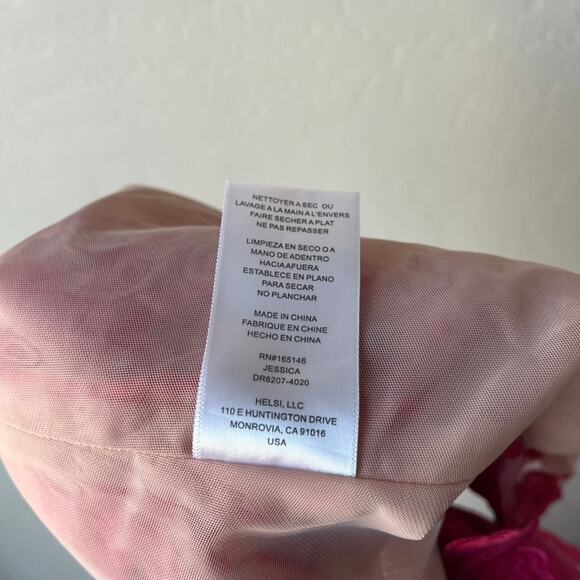 NETTOYER A SEC OU
LAVAGE A LA MAIN A L'ENVERS
FAIRE SECHER A PLAT
NE PAS REPASSER
LIMPIEZA EN SECO O A
MANO DE ADENTRO
HACIA AFUERA
ESTABLECE EN PLANO
PARA SECAR
NO PLANCHAR
MADE IN CHINA
FABRIQUE EN CHINE
HECHO EN CHINA
RN#165146
JESSICA
DR6207-4020
HELSI, LLC
110 E HUNTINGTON DRIVE
MONROVIA, CA 91016
USA